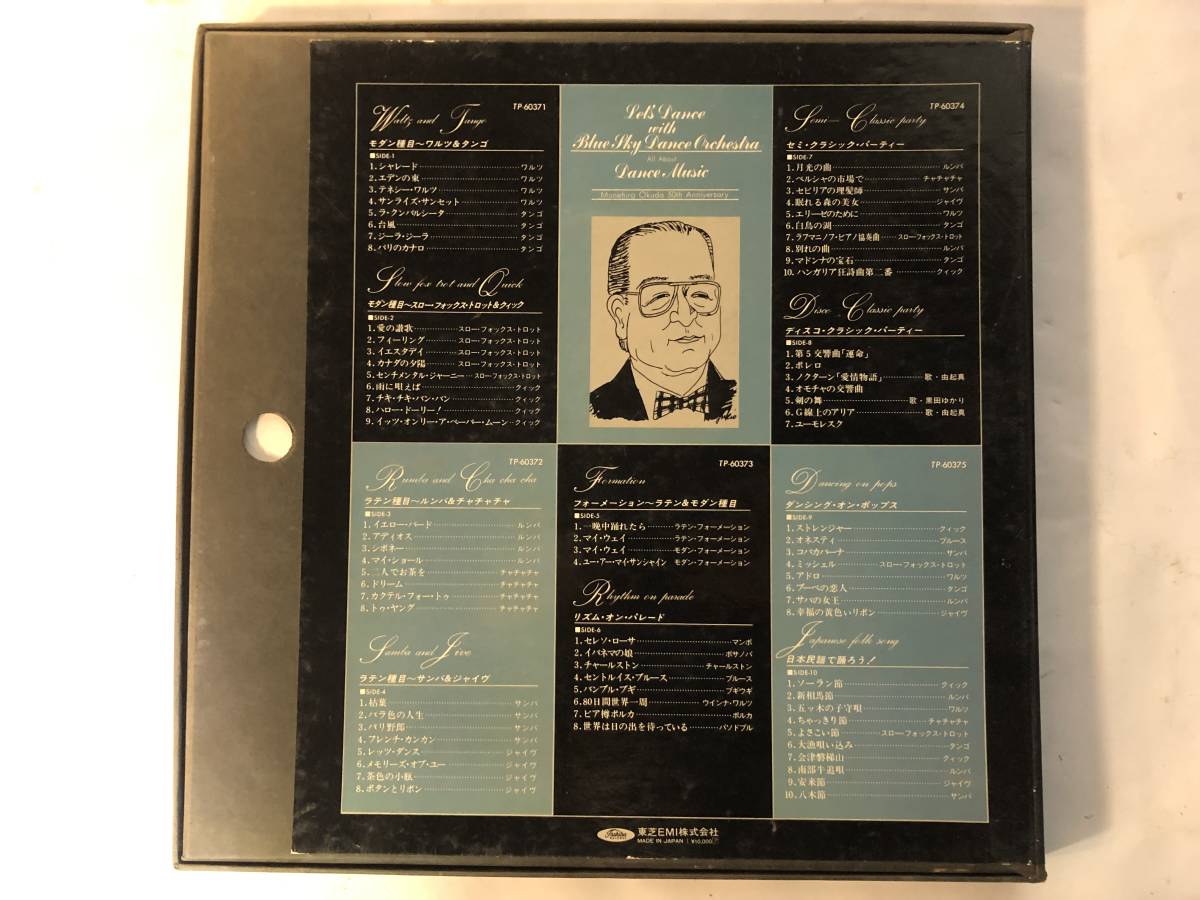 Waltz and Tango
TP-60371
モダン種目〜ワルツ&タンゴ
■SIDE-1
1. シャレード ワルツ
2. エデンの東 ワルツ
3. テネシー・ワルツ ワルツ
4. サンライズ・サンセット ワルツ
5. ラ・クンパルシータ タンゴ
6. 台風 タンゴ
7. ジーラ・ジーラ タンゴ
8. パリのカナロ タンゴ
Slow fox trot and Quick
モダン種目〜スロー・フォックス・トロット&クィック
■SIDE-2
1. 愛の讃歌 スロー・フォックス・トロット
2. フィーリング スロー・フォックス・トロット
3. イエスタデイ スロー・フォックス・トロット
4. カナダの夕陽 スロー・フォックス・トロット
5. センチメンタル・ジャーニー スロー・フォックス・トロット
6. 雨に唄えば クィック
7. チキ・チキ・バン・バン クィック
8. ハロー・ドーリー! クィック
9. イッツ・オンリー・ア・ペーパー・ムーン クィック
Let's Dance
with
Blue Sky Dance Orchestra
All About
Dance Music
Munehiro Okuda 50th Anniversary
Semi-Classic party
TP-60374
セミ・クラシック・パーティー
■SIDE-7
1. 月光の曲 ルンバ
2. ペルシャの市場で チャチャチャ
3. セビリアの理髪師 サンバ
4. 眠れる森の美女 ジャイヴ
5. エリーゼのために ワルツ
6. 白鳥の湖 タンゴ
7. ラフマニノフ・ピアノ協奏曲 スロー・フォックス・トロット
8. 別れの曲 ルンバ
9. マドンナの宝石 タンゴ
10. ハンガリア狂詩曲第二番 クィック
Disco Classic party
ディスコ・クラシック・パーティー
■SIDE-8
1. 第5交響曲「運命」
2. ボレロ
3. ノクターン「愛情物語」 歌・由起真
4. オモチャの交響曲
5. 剣の舞 歌・黒田ゆかり
6. G線上のアリア 歌・由起真
7. ユーモレスク
Rumba and Cha cha cha
TP-60372
ラテン種目〜ルンバ&チャチャチャ
■SIDE-3
1. イエロー・バード ルンバ
2. アディオス ルンバ
3. シボネー ルンバ
4. マイ・ショール ルンバ
5. 二人でお茶を チャチャチャ
6. ドリーム チャチャチャ
7. カクテル・フォー・トゥ チャチャチャ
8. トゥ・ヤング チャチャチャ
Samba and Jive
ラテン種目〜サンバ&ジャイヴ
■SIDE-4
1. 枯葉 サンバ
2. バラ色の人生 サンバ
3. パリ野郎 サンバ
4. フレンチ・カンカン サンバ
5. レッツ・ダンス ジャイヴ
6. メモリーズ・オブ・ユー ジャイヴ
7. 茶色の小瓶 ジャイヴ
8. ボタンとリボン ジャイヴ
Formation
TP-60373
フォーメーション〜ラテン&モダン種目
■SIDE-5
1. 一晩中踊れたら ラテン・フォーメーション
2. マイ・ウェイ ラテン・フォーメーション
3. マイ・ウェイ モダン・フォーメーション
4. ユー・アー・マイ・サンシャイン モダン・フォーメーション
Rhythm on parade
リズム・オン・パレード
■SIDE-6
1. セレソ・ローサ マンボ
2. イパネマの娘 ボサノバ
3. チャールストン チャールストン
4. セントルイス・ブルース ブルース
5. バンブル・ブギ ブギウギ
6. 80日間世界一周 ウインナ・ワルツ
7. ビア樽ポルカ ポルカ
8. 世界は日の出を待っている パソドブル
Dancing on pops
TP-60375
ダンシング・オン・ポップス
■SIDE-9
1. ストレンジャー クィック
2. オネスティ ブルース
3. コパカバーナ サンバ
4. ミッシェル スロー・フォックス・トロット
5. アドロ ワルツ
6. アーベの恋人 タンゴ
7. サバの女王 ルンバ
8. 幸福の黄色いリボン ジャイヴ
Japanese folk song
日本民謡で踊ろう!
■SIDE-10
1. ソーラン節 クィック
2. 新相馬節 ルンバ
3. 五ッ木の子守唄 ワルツ
4. ちゃっきり節 チャチャチャ
5. よさこい節 スロー・フォックス・トロット
6. 大漁唄い込み タンゴ
7. 会津磐梯山 クィック
8. 南部牛追唄 ルンバ
9. 安来節 ジャイヴ
10. 八木節 サンバ
Toshiba
東芝EMI株式会社
MADE IN JAPAN ¥10,000